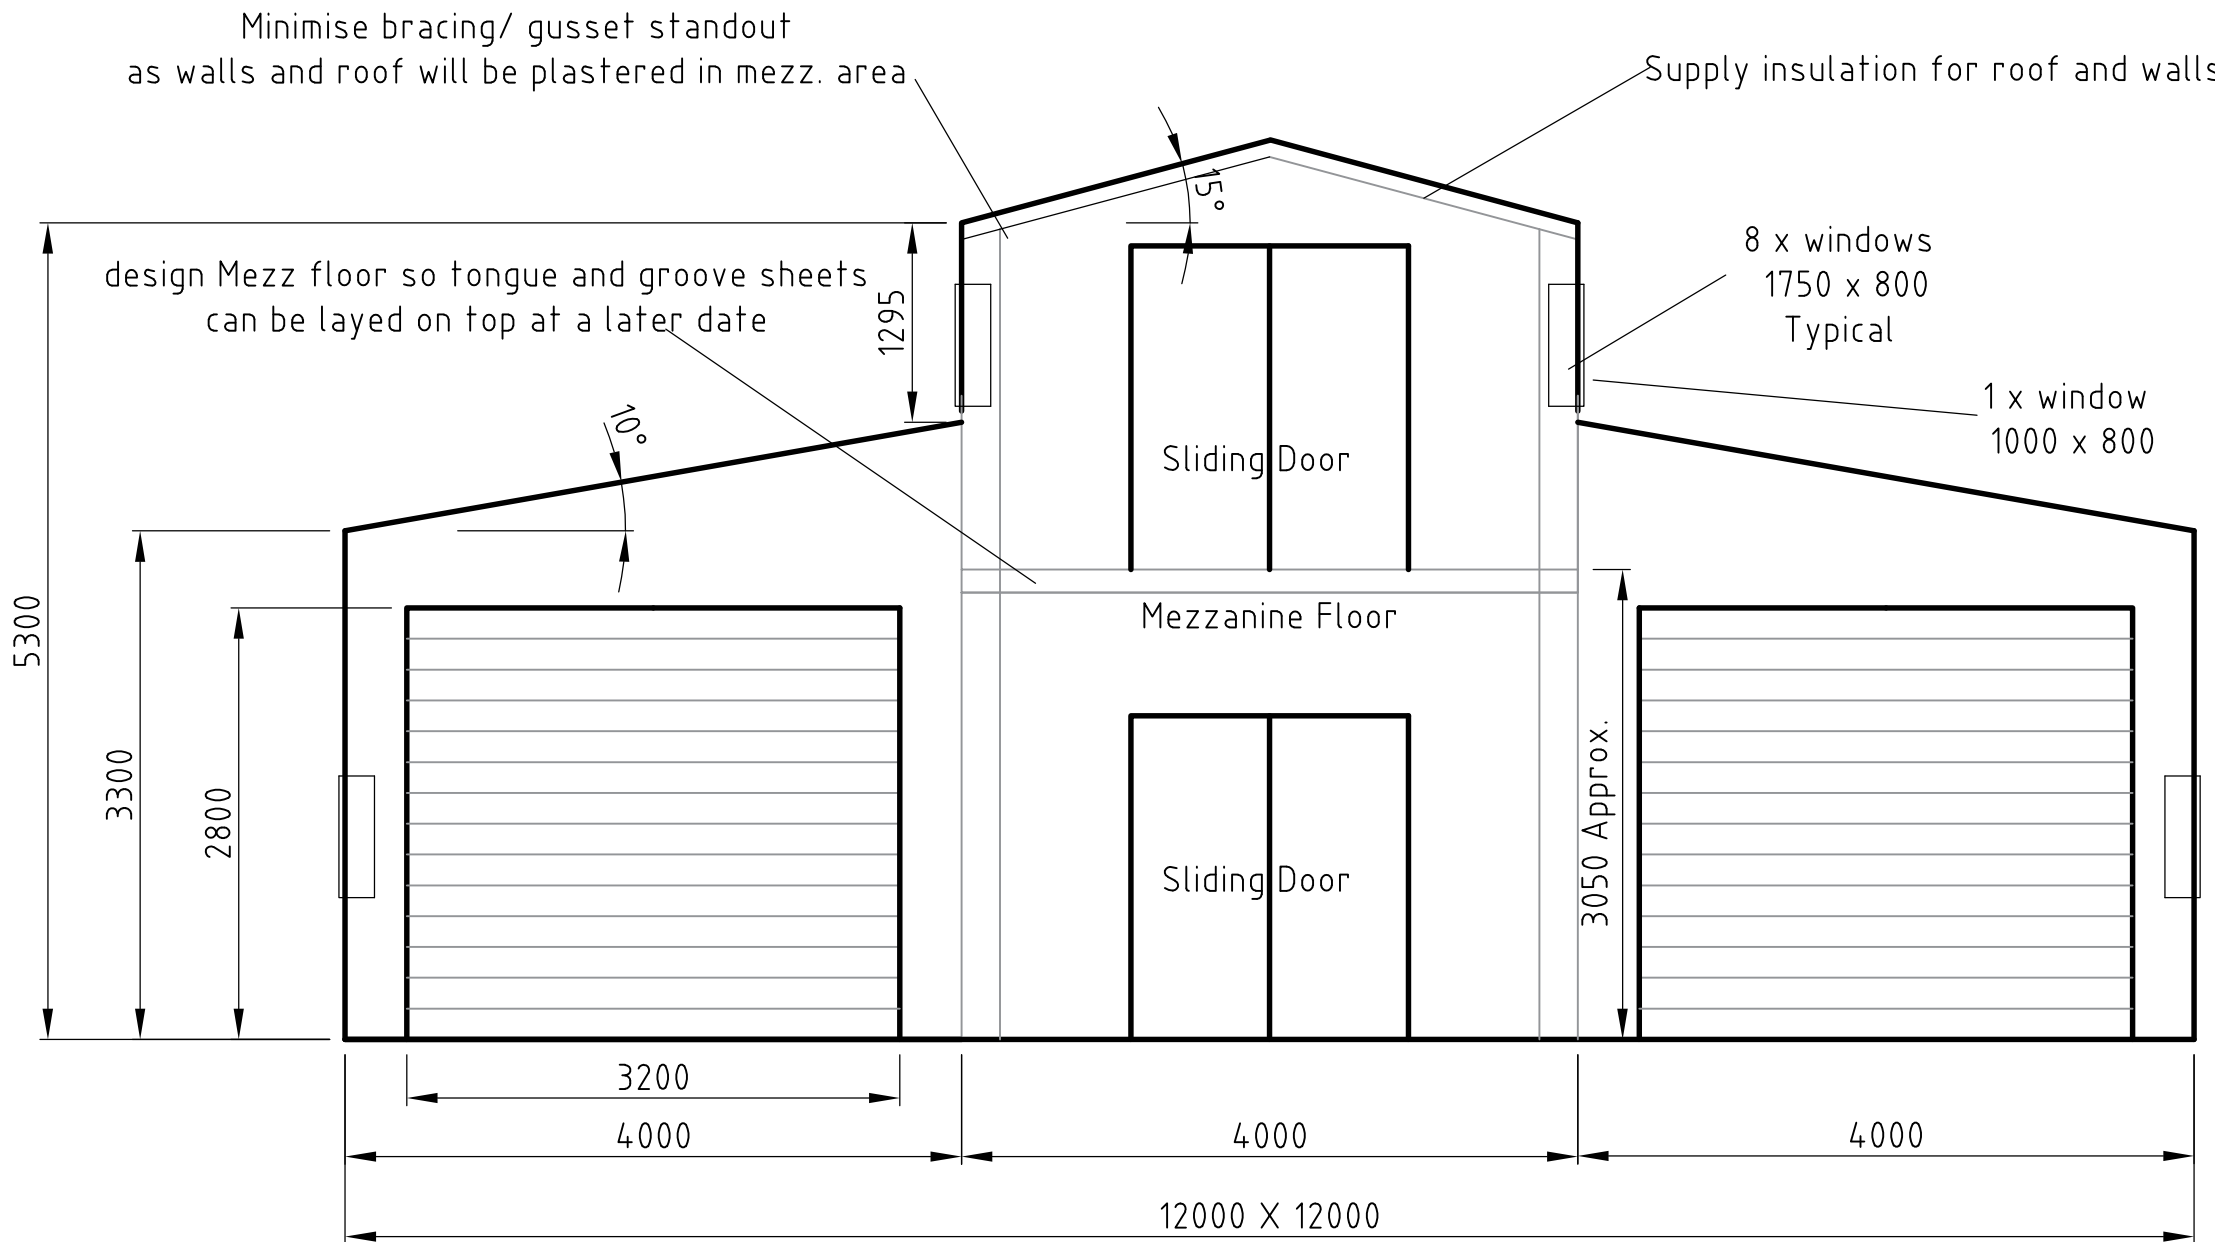 Minimise bracing/ gusset standout
as walls and roof will be plastered in mezz. area
Supply insulation for roof and walls
15°
8 x windows
1750 x 800
Typical
design Mezz floor so tongue and groove sheets
can be layed on top at a later date
1295
1 x window
1000 x 800
10°
Sliding Door
5300
Mezzanine Floor
3300
2800
3050 Approx.
Sliding Door
3200
4000
4000
4000
12000 X 12000